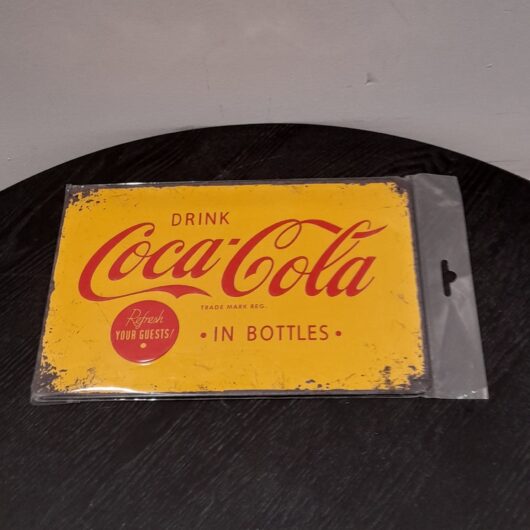 DRINK
Coca-Cola
TRADE MARK REG.
Refresh
YOUR GUESTS!
• IN BOTTLES •